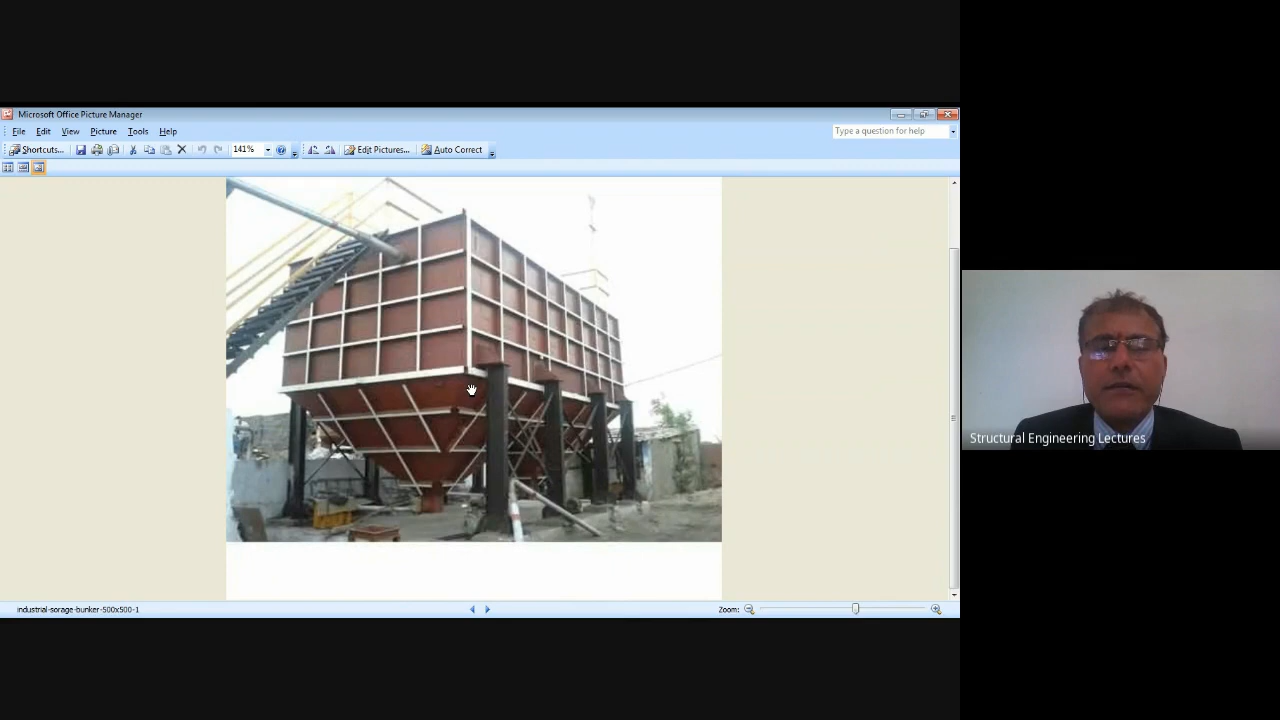 Microsoft Office Picture Manager
File Edit View Picture Tools Help
Type a question for help
Shortcuts... 141% Edit Pictures... Auto Correct
Structural Engineering Lectures
industrial-sorage-bunker-500x500-1
Zoom: